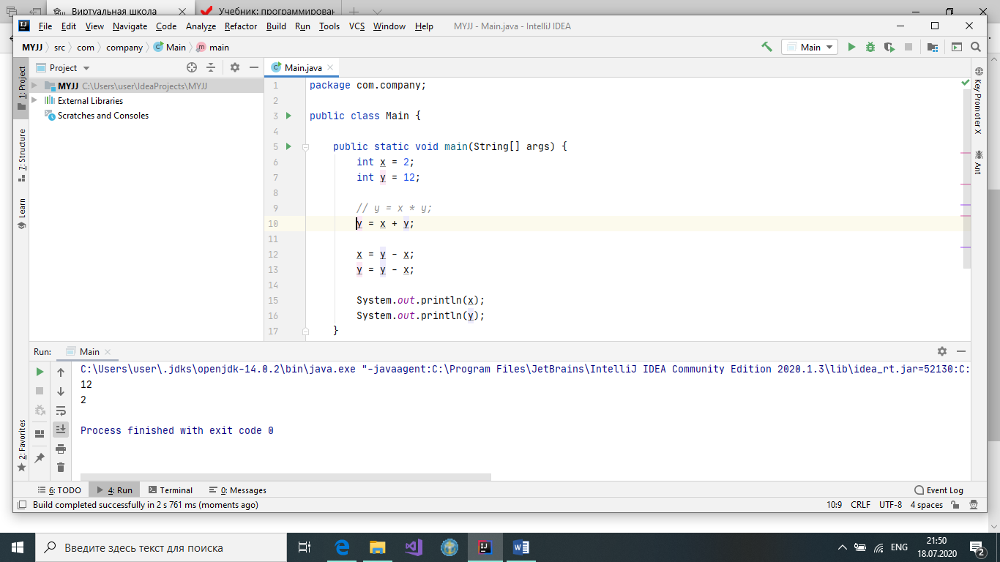 Виртуальная школа
Учебник: программирован
File Edit View Navigate Code Analyze Refactor Build Run Tools VCS Window Help MYJJ - Main.java - IntelliJ IDEA
MYJJ src com company Main main
Main
Project
Main.java
1: Project
7: Structure
Learn
2: Favorites
MYJJ C:\Users\user\IdeaProjects\MYJJ
External Libraries
Scratches and Consoles
1 package com.company;
2
3 public class Main {
4
5 public static void main(String[] args) {
6 int x = 2;
7 int y = 12;
8
9 // y = x * y;
10 y = x + y;
11
12 x = y - x;
13 y = y - x;
14
15 System.out.println(x);
16 System.out.println(y);
17 }
Key Promoter X
Ant
Run: Main
C:\Users\user\.jdks\openjdk-14.0.2\bin\java.exe "-javaagent:C:\Program Files\JetBrains\IntelliJ IDEA Community Edition 2020.1.3\lib\idea_rt.jar=52130:C:
12
2
Process finished with exit code 0
6: TODO 4: Run Terminal 0: Messages Event Log
Build completed successfully in 2 s 761 ms (moments ago) 10:9 CRLF UTF-8 4 spaces
Введите здесь текст для поиска
ENG
21:50
18.07.2020
2